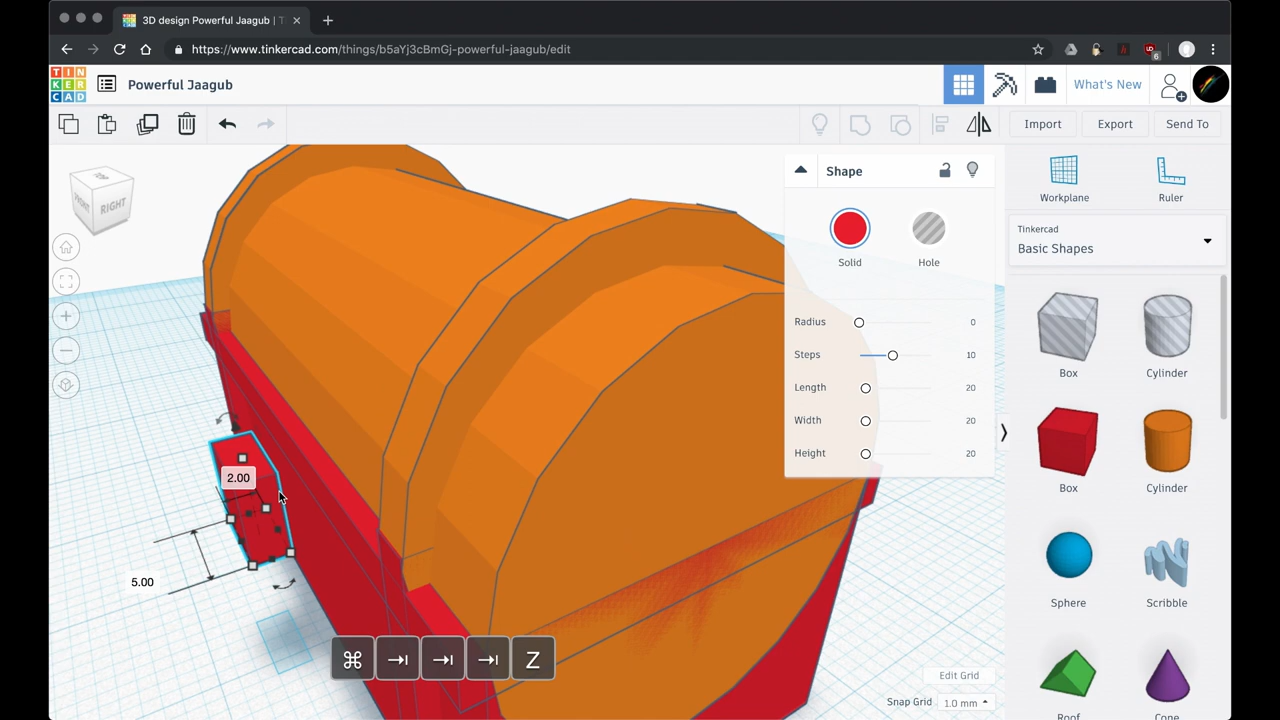 3D design Powerful Jaagub | T
https://www.tinkercad.com/things/b5aYj3cBmGj-powerful-jaagub/edit
6
TIN
KER
CAD
Powerful Jaagub
What's New
Import
Export
Send To
TOP
FRONT
RIGHT
Shape
Solid
Hole
Radius 0
Steps 10
Length 20
Width 20
Height 20
Workplane
Ruler
Tinkercad
Basic Shapes
Box
Cylinder
Box
Cylinder
Sphere
Scribble
Roof
Cone
2.00
5.00
⌘ ⇥ ⇥ ⇥ Z
Edit Grid
Snap Grid 1.0 mm